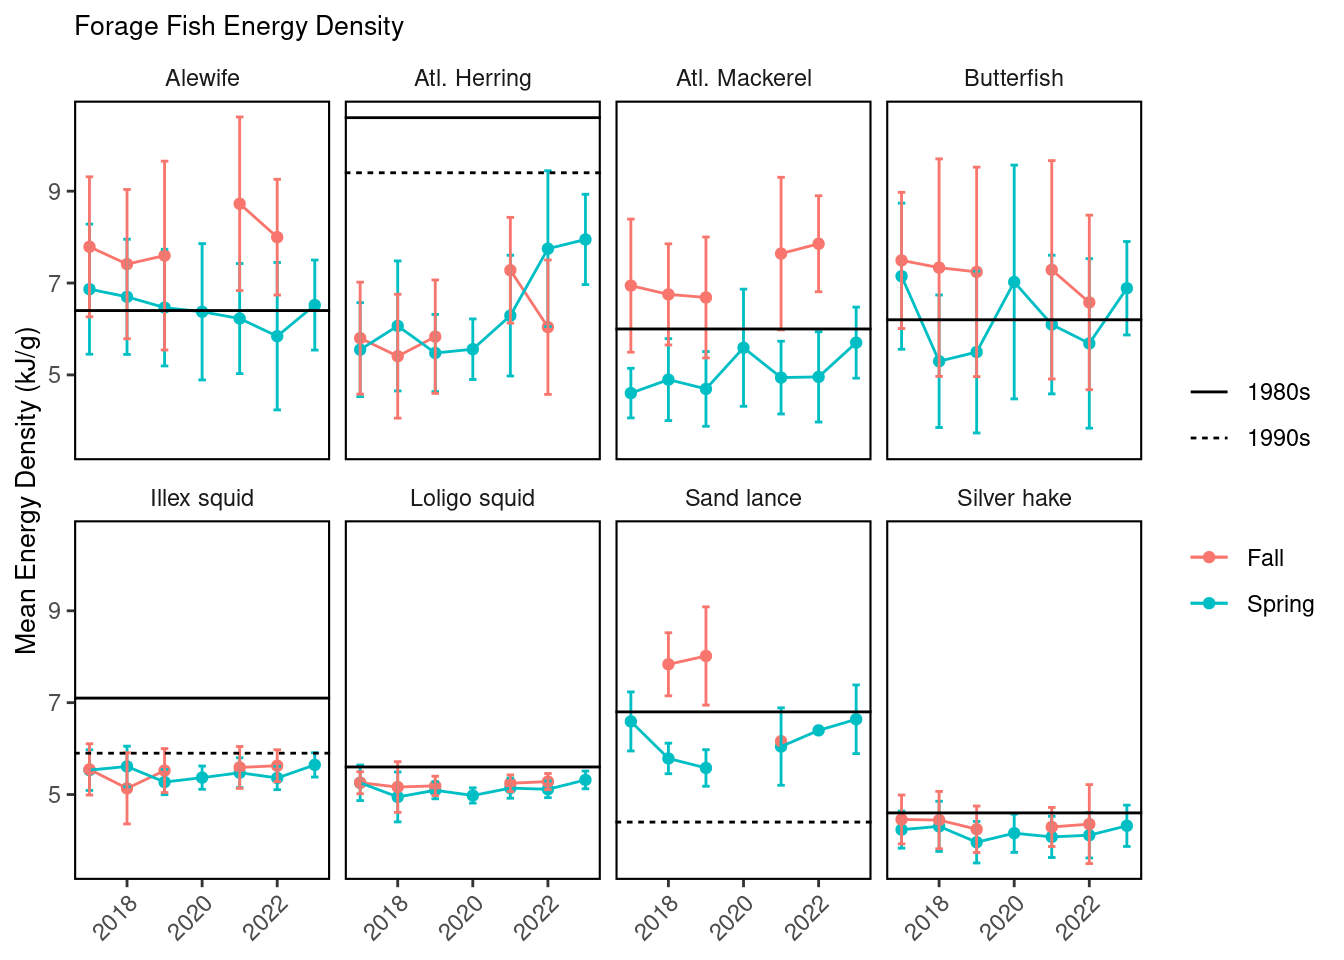 Forage Fish Energy Density
Alewife
Atl. Herring
Atl. Mackerel
Butterfish
9
7
5
Mean Energy Density (kJ/g)
Illex squid
Loligo squid
Sand lance
Silver hake
9
7
5
2018
2020
2022
2018
2020
2022
2018
2020
2022
2018
2020
2022
1980s
1990s
Fall
Spring